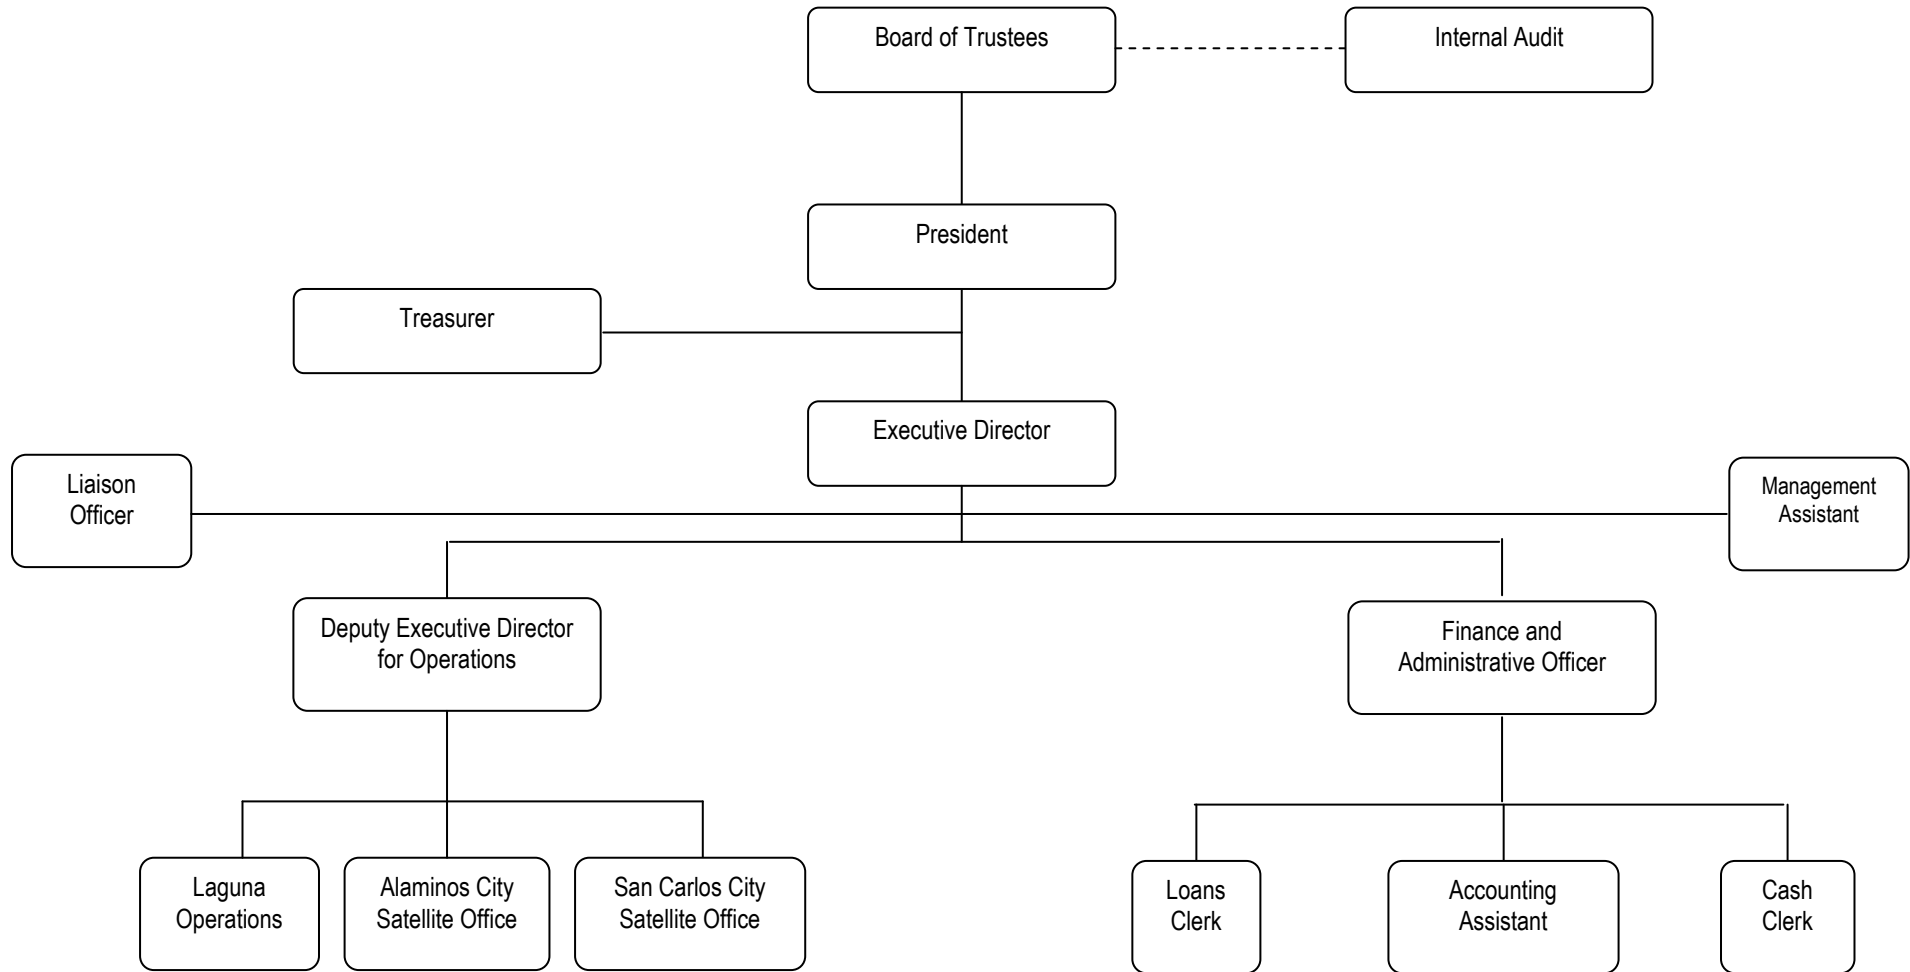 Board of Trustees
Internal Audit
President
Treasurer
Executive Director
Liaison
Officer
Management
Assistant
Deputy Executive Director
for Operations
Finance and
Administrative Officer
Laguna
Operations
Alaminos City
Satellite Office
San Carlos City
Satellite Office
Loans
Clerk
Accounting
Assistant
Cash
Clerk